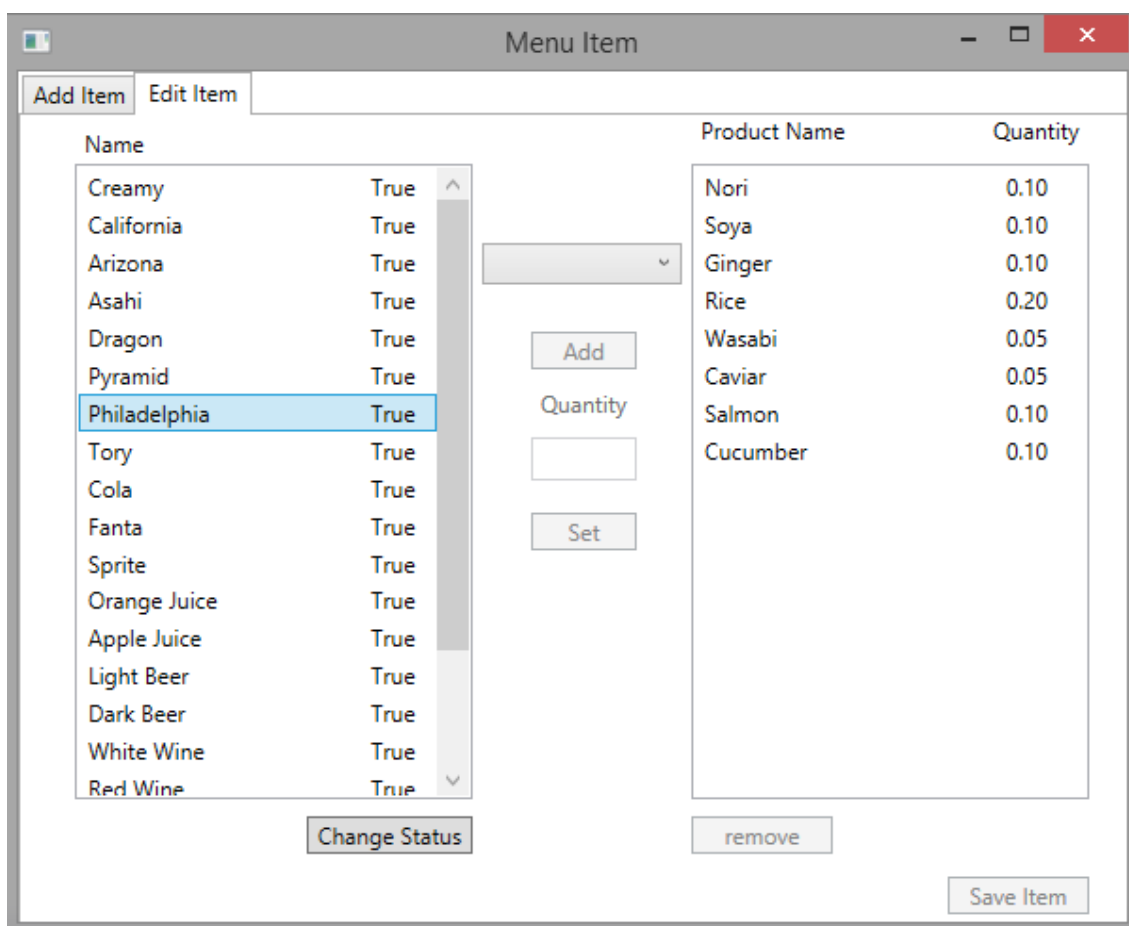 Menu Item
Add Item Edit Item
Name
Product Name Quantity
Creamy True
California True
Arizona True
Asahi True
Dragon True
Pyramid True
Philadelphia True
Tory True
Cola True
Fanta True
Sprite True
Orange Juice True
Apple Juice True
Light Beer True
Dark Beer True
White Wine True
Red Wine True
Change Status
Add
Quantity
Set
Nori 0.10
Soya 0.10
Ginger 0.10
Rice 0.20
Wasabi 0.05
Caviar 0.05
Salmon 0.10
Cucumber 0.10
remove
Save Item